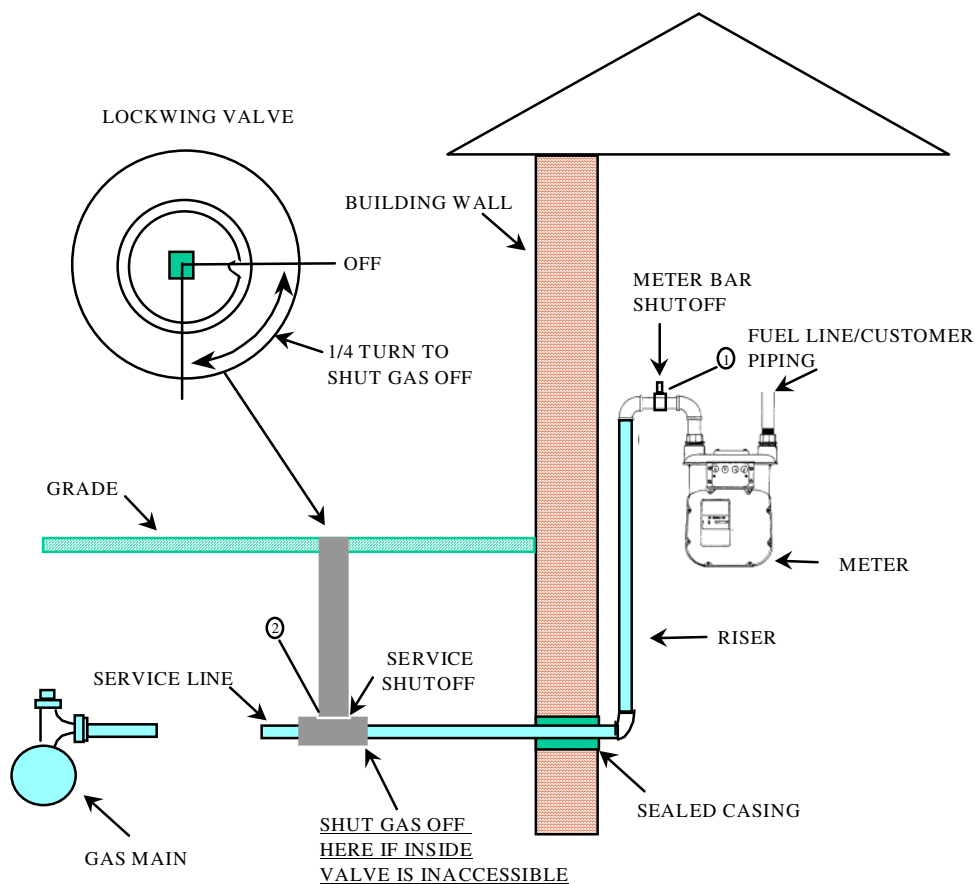 LOCKWING VALVE
BUILDING WALL
OFF
METER BAR
SHUTOFF
1/4 TURN TO
SHUT GAS OFF
1
FUEL LINE/CUSTOMER
PIPING
GRADE
METER
2
SERVICE
SHUTOFF
RISER
SERVICE LINE
SEALED CASING
GAS MAIN
SHUT GAS OFF
HERE IF INSIDE
VALVE IS INACCESSIBLE